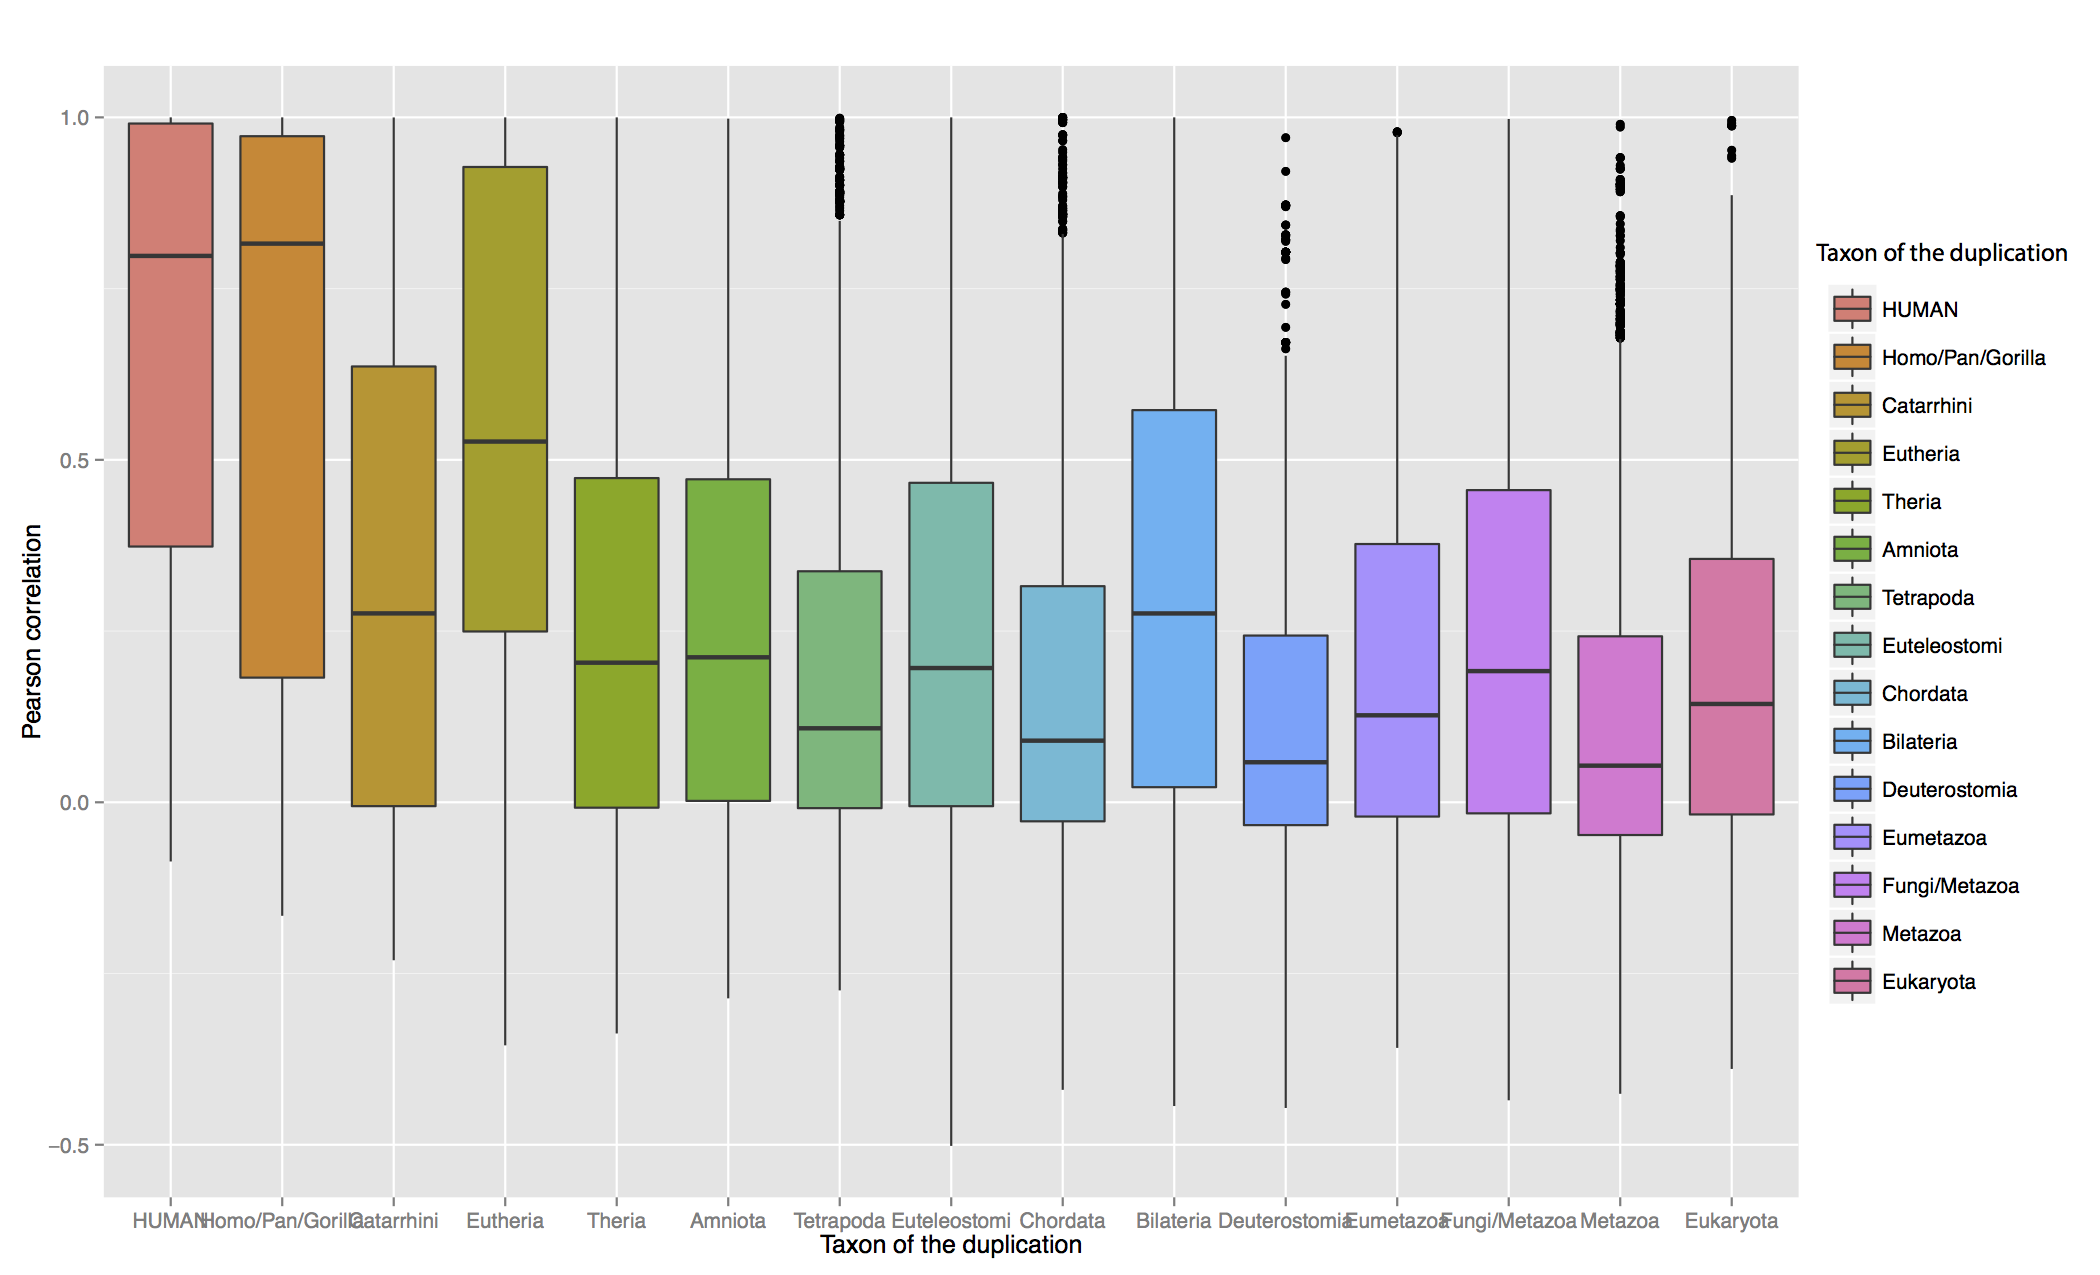 1.0
0.5
0.0
−0.5
Pearson correlation
HUMAN
Homo/Pan/Gorilla
Catarrhini
Eutheria
Theria
Amniota
Tetrapoda
Euteleostomi
Chordata
Bilateria
Deuterostomia
Eumetazoa
Fungi/Metazoa
Metazoa
Eukaryota
Taxon of the duplication
Taxon of the duplication
HUMAN
Homo/Pan/Gorilla
Catarrhini
Eutheria
Theria
Amniota
Tetrapoda
Euteleostomi
Chordata
Bilateria
Deuterostomia
Eumetazoa
Fungi/Metazoa
Metazoa
Eukaryota